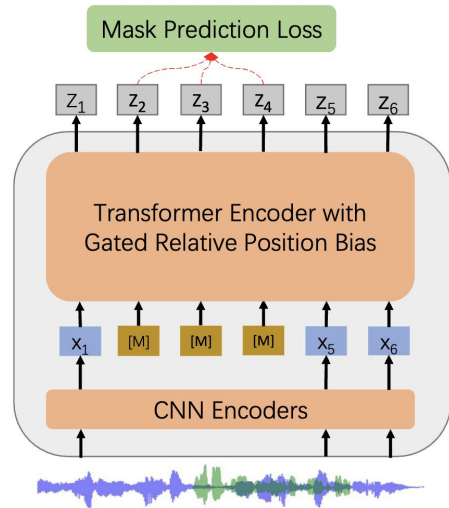 Mask Prediction Loss
Z1 z2 z3 z4 Z5 Z6
Transformer Encoder with
Gated Relative Position Bias
x1 [M] [M] [M] x5 x6
CNN Encoders